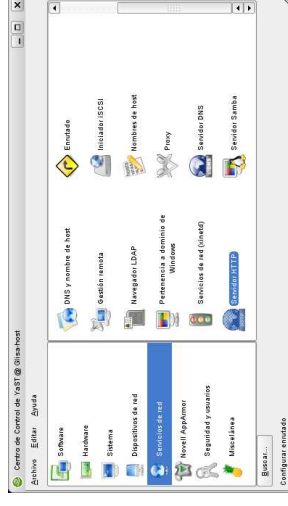 Centro de Control de YaST @ Glisa-host
Archivo Editar Ayuda
Software
Hardware
Sistema
Dispositivos de red
Servicios de red
Novell AppArmor
Seguridad y usuarios
Miscelánea
Buscar...
DNS y nombre de host
Enrutado
Gestión remota
Iniciador iSCSI
Navegador LDAP
Nombres de host
Pertenencia a dominio de
Windows
Proxy
Servicios de red (xinetd)
Servidor DNS
Servidor HTTP
Servidor Samba
Configurar enrutado